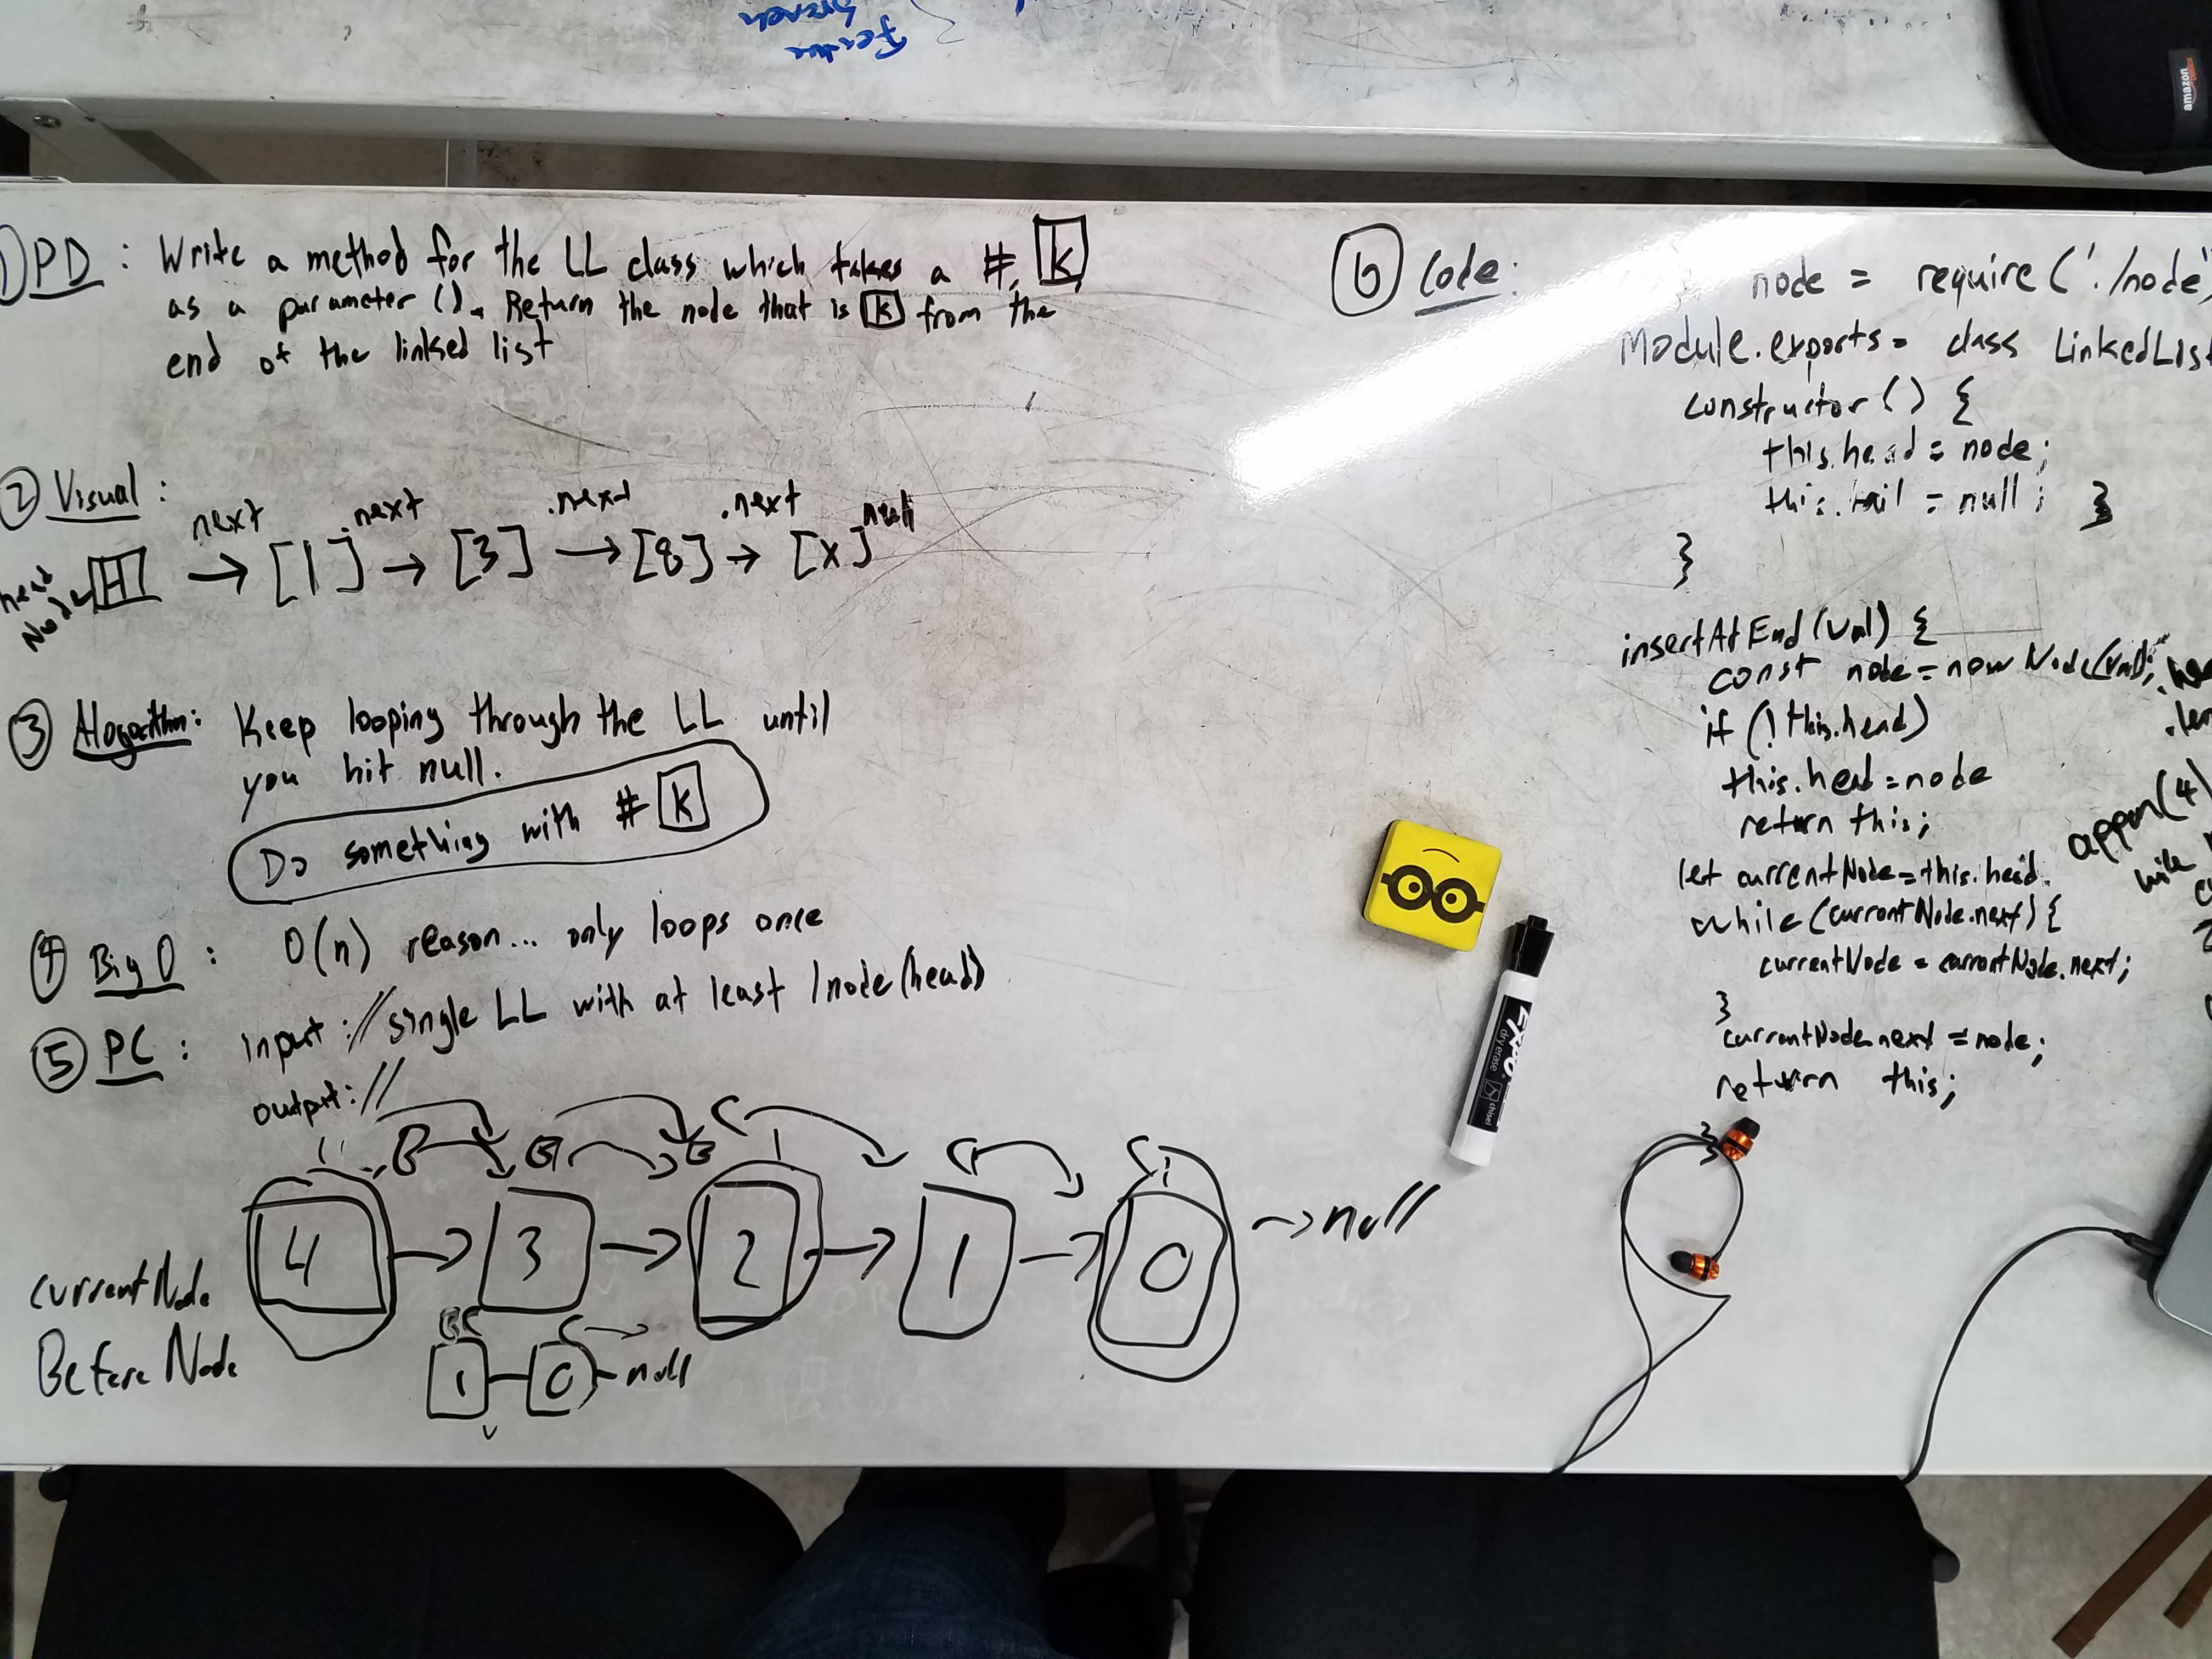 Feature
branch
amazon
① PD : Write a method for the LL class which takes a #, k
as a parameter (). Return the node that is k from the
end of the linked list
② Visual :
next .next .next .next null
head
Node
H → [1] → [3] → [8] → [x]
③ Alogorithm: Keep looping through the LL until
you hit null.
Do something with # k
④ Big O : O(n) reason... only loops once
⑤ PC : Input : // single LL with at least 1 node (head)
output: //
4 → 3 → 2 → 1 → 0 → null
currentNode
Before Node
1 - 0 - null
⑥ Code:
node = require('./node'
Module.exports = class LinkedList
constructor() {
this.head = node;
this.tail = null; }
}
insertAtEnd(val) {
const node = new Node(val);
if (!this.head)
this.head = node
return this;
let currentNode = this.head.
while (currentNode.next) {
currentNode = currentNode.next;
}
currentNode.next = node;
return this;
}
appen(4)
EXPO
dry erase
chisel